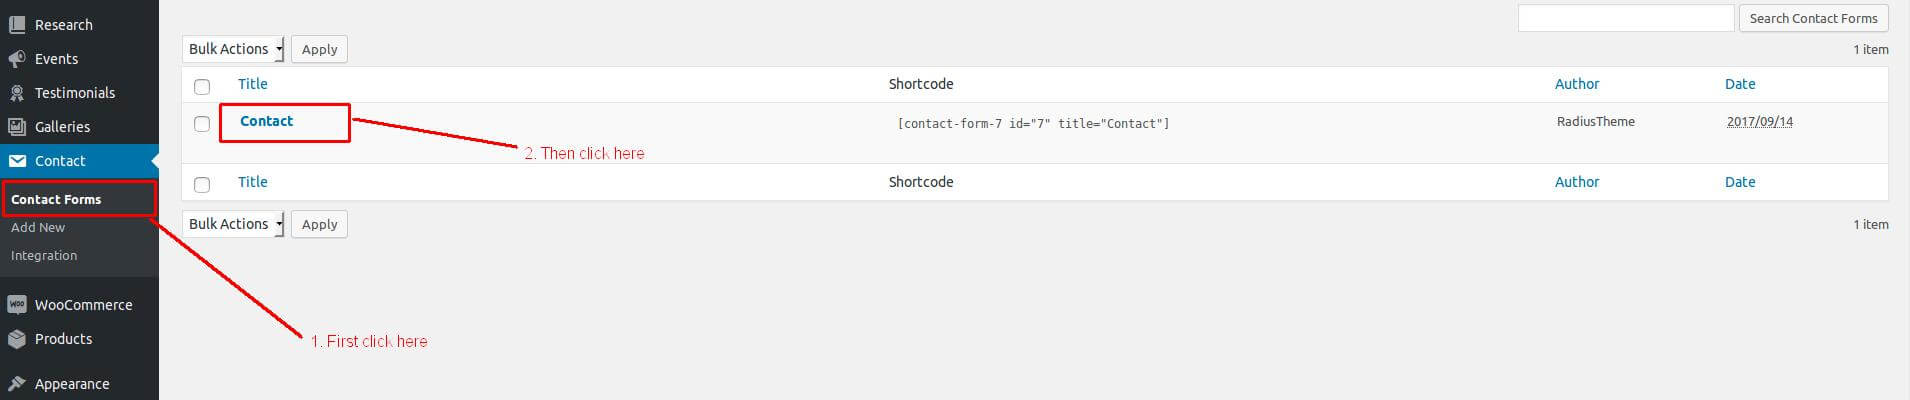 Research
Events
Testimonials
Galleries
Contact
Contact Forms
Add New
Integration
WooCommerce
Products
Appearance
Search Contact Forms
Bulk Actions Apply 1 item
Title Shortcode Author Date
Contact [contact-form-7 id="7" title="Contact"] RadiusTheme 2017/09/14
2. Then click here
Title Shortcode Author Date
Bulk Actions Apply 1 item
1. First click here